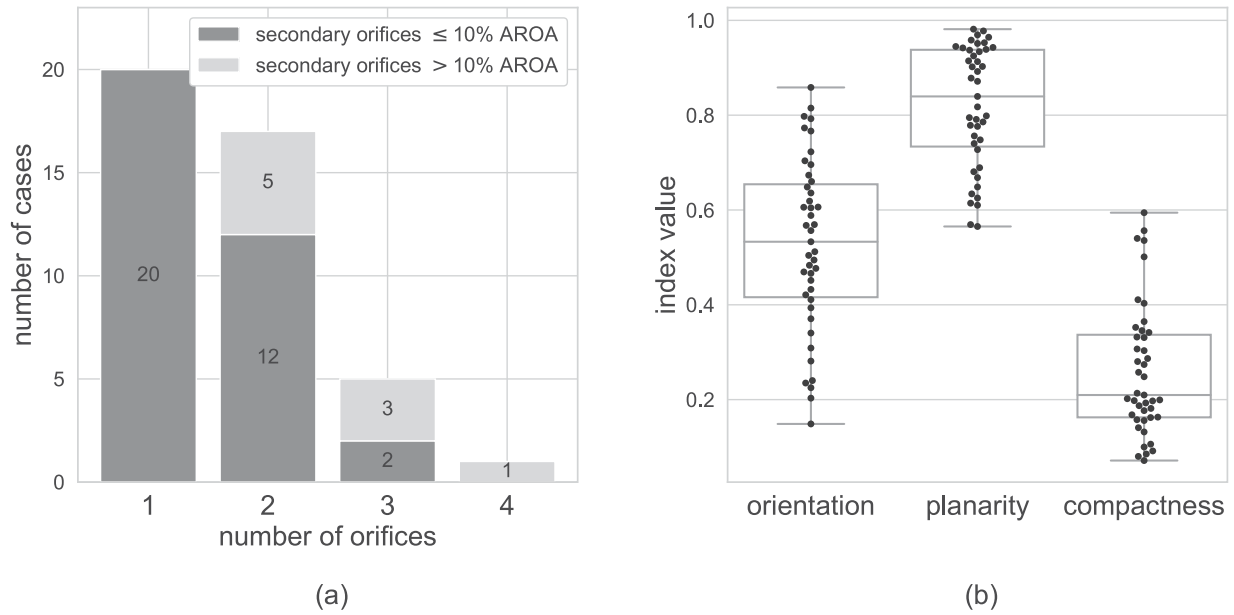 secondary orifices ≤ 10% AROA
secondary orifices > 10% AROA
number of cases
20
15
10
5
0
20
5
12
3
2
1
1 2 3 4
number of orifices
(a)
index value
1.0
0.8
0.6
0.4
0.2
orientation planarity compactness
(b)